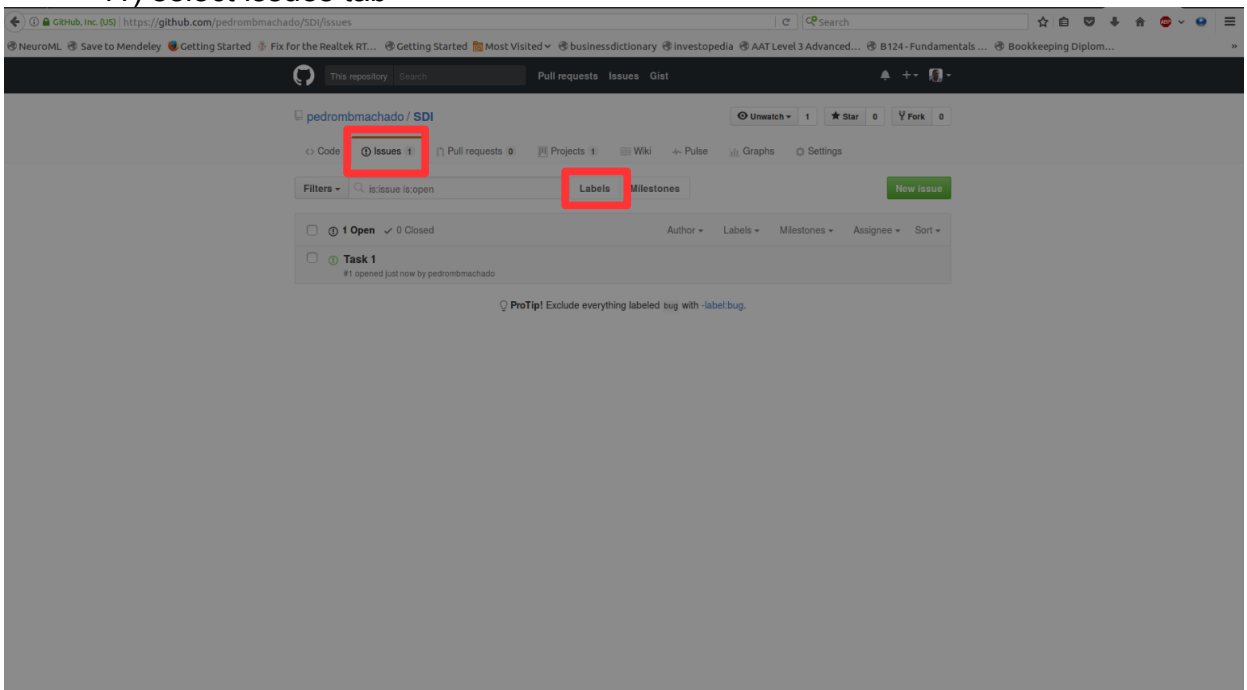 select issues tab
GitHub, Inc. (US) https://github.com/pedrombmachado/SDI/issues Search
NeuroML Save to Mendeley Getting Started Fix for the Realtek RT... Getting Started Most Visited businessdictionary investopedia AAT Level 3 Advanced... B124 - Fundamentals ... Bookkeeping Diplom... »
This repository Search Pull requests Issues Gist
pedrombmachado / SDI Unwatch 1 Star 0 Fork 0
Code Issues 1 Pull requests 0 Projects 1 Wiki Pulse Graphs Settings
Filters is:issue is:open Labels Milestones New issue
1 Open 0 Closed Author Labels Milestones Assignee Sort
Task 1
#1 opened just now by pedrombmachado
ProTip! Exclude everything labeled bug with -label:bug.